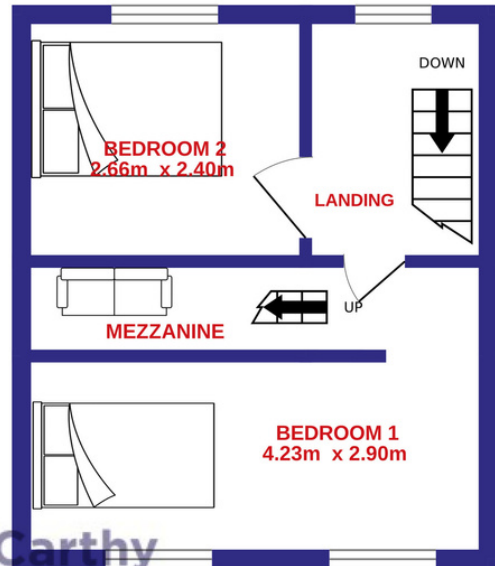 DOWN
BEDROOM 2
2.66m x 2.40m
LANDING
UP
MEZZANINE
BEDROOM 1
4.23m x 2.90m
Carthy